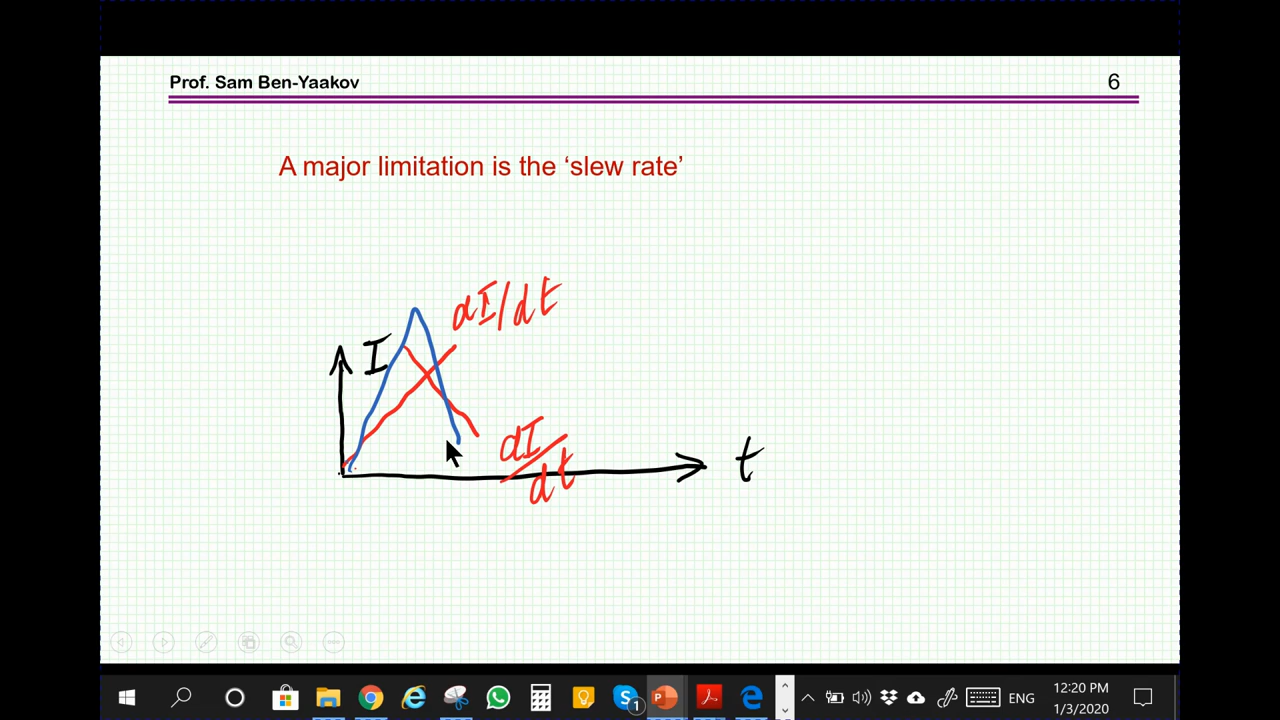 Prof. Sam Ben-Yaakov
6
A major limitation is the ‘slew rate’
dI/dt
I
dI/dt
t
1
ENG
12:20 PM
1/3/2020